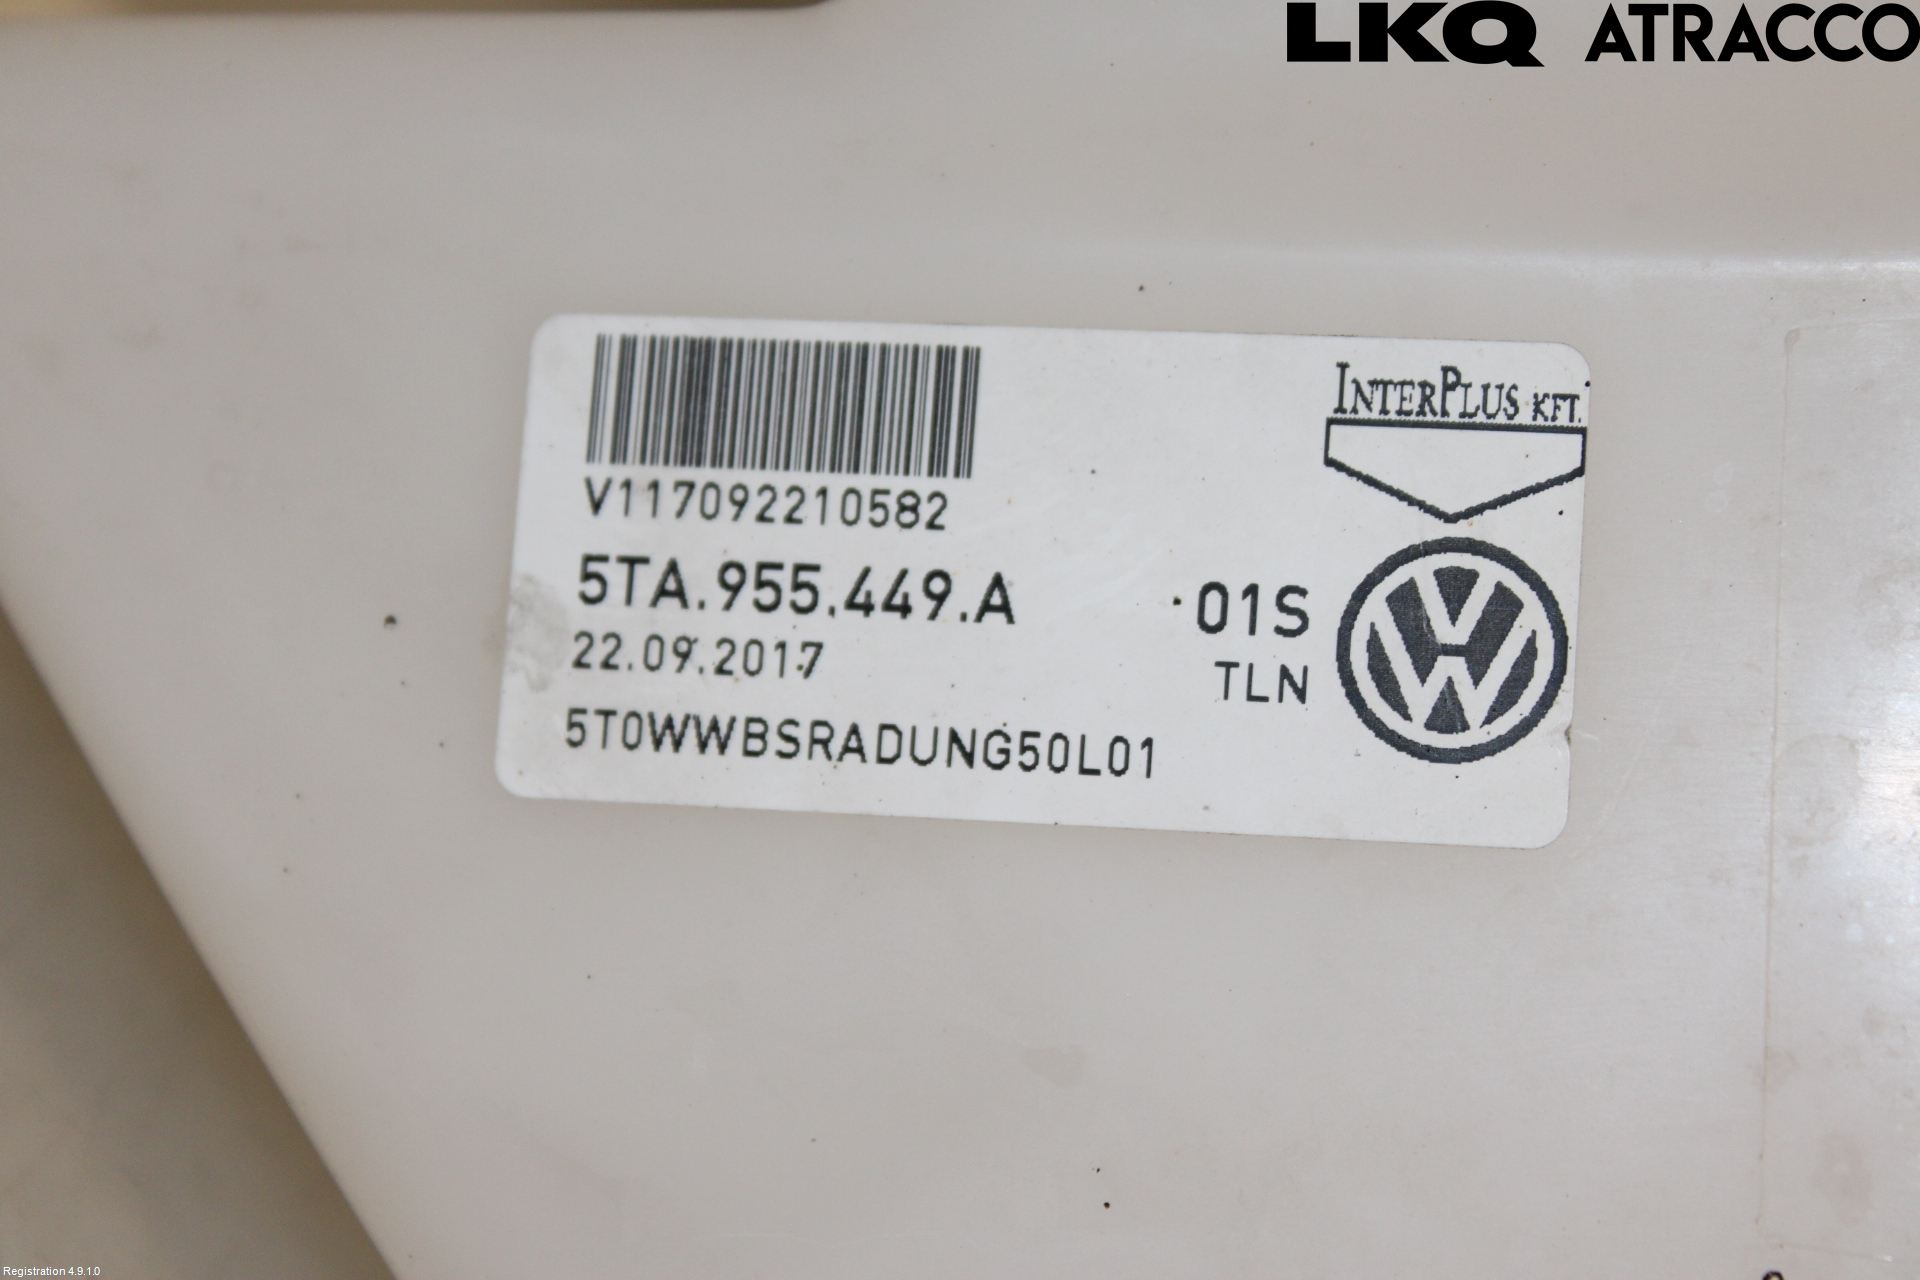 LKQ ATRACCO
INTERPLUS KFT.
V117092210582
5TA.955.449.A 01S
22.09.2017 TLN
5T0WWBSRADUNG50L01
Registration 4.9.1.0